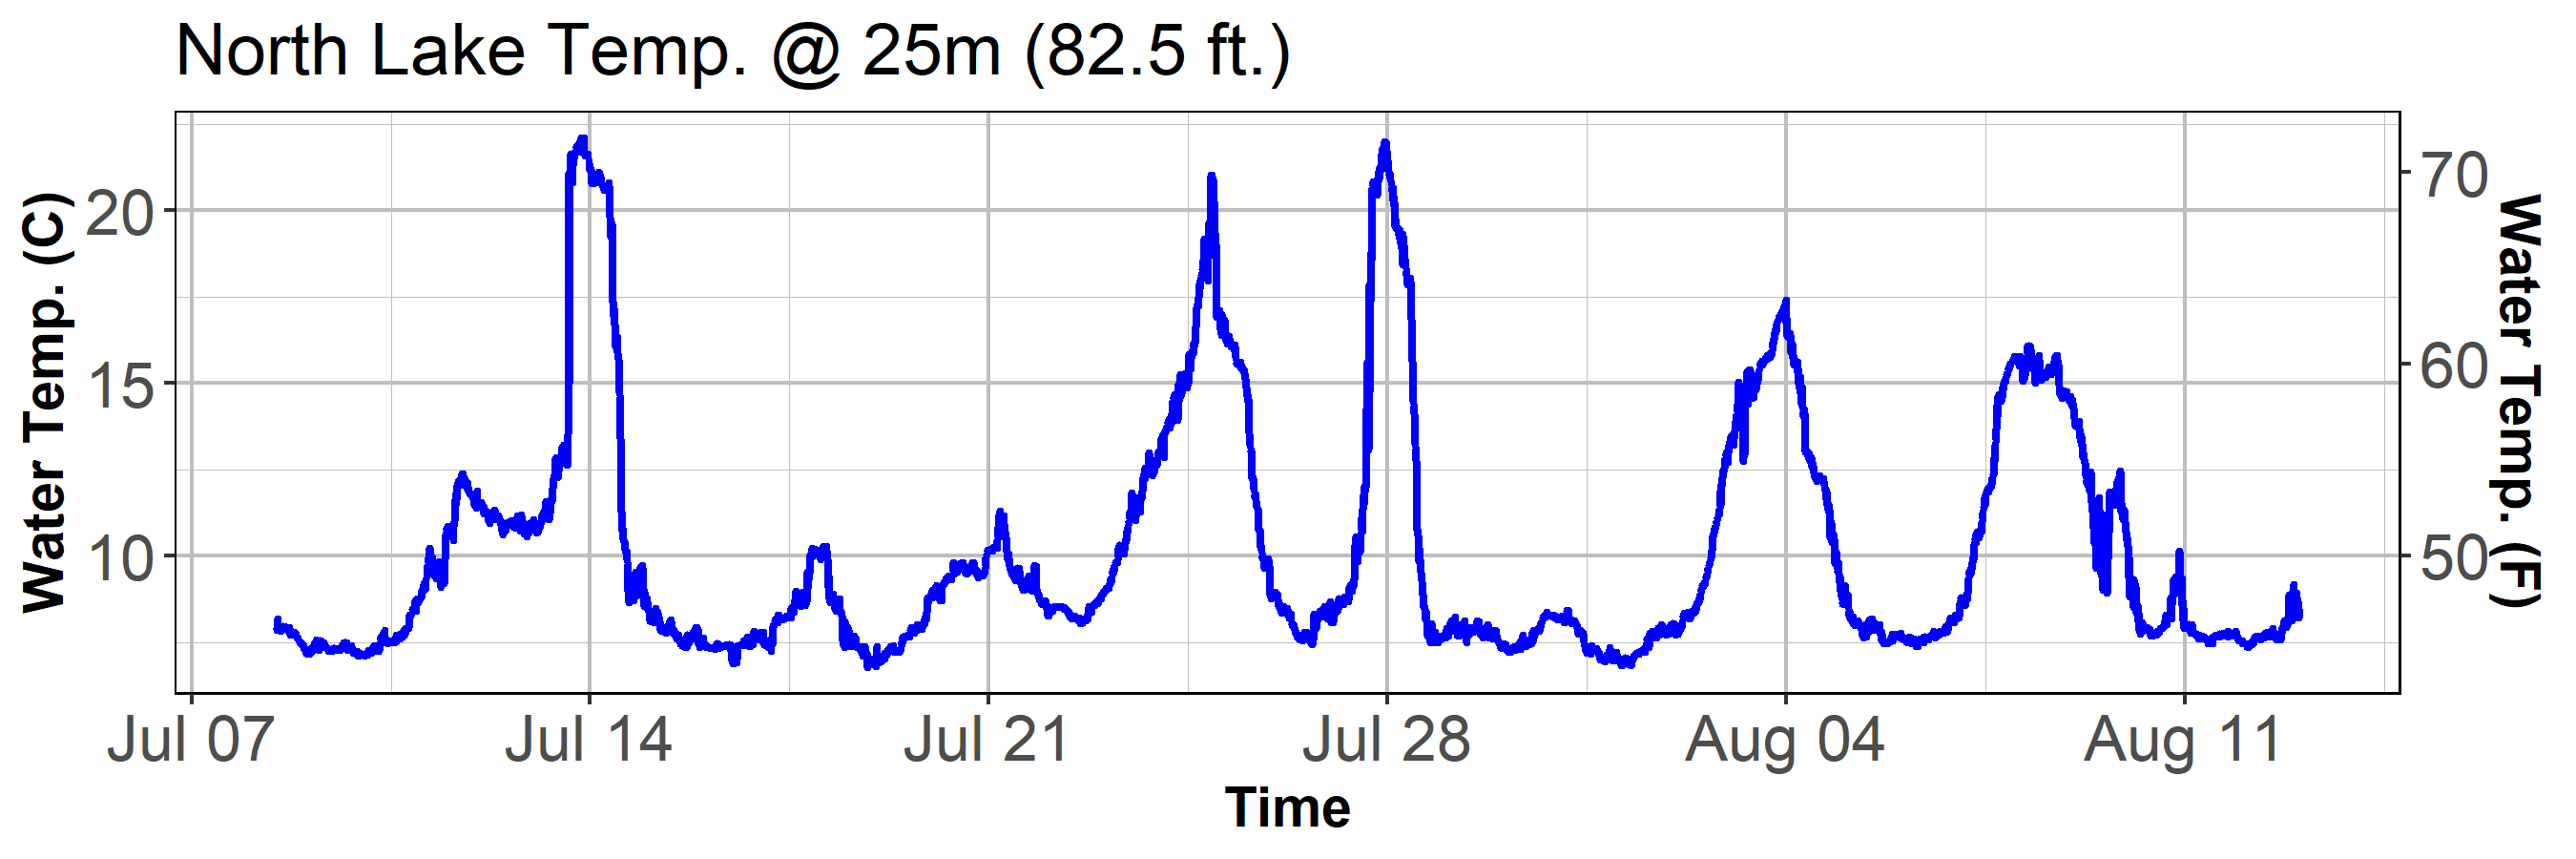 North Lake Temp. @ 25m (82.5 ft.)
Water Temp. (C)
20
15
10
70
60
50
Water Temp. (F)
Jul 07 Jul 14 Jul 21 Jul 28 Aug 04 Aug 11
Time